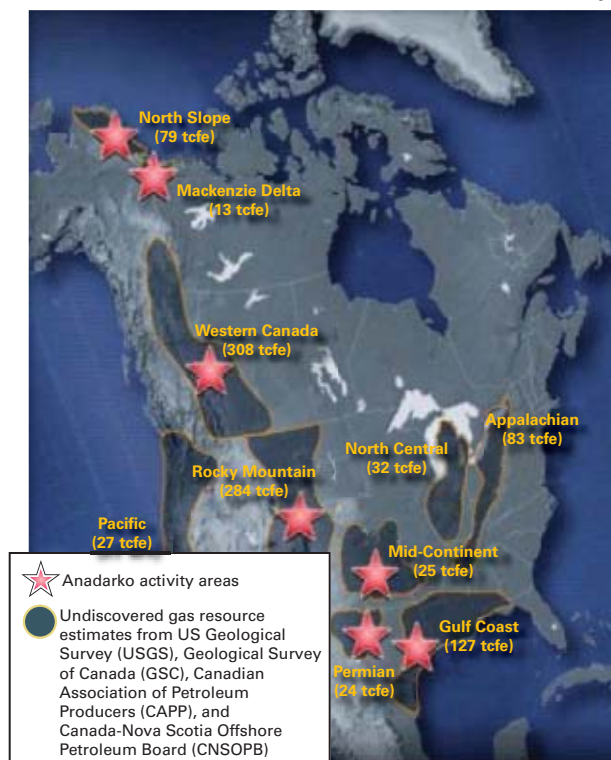 North Slope
(79 tcfe)
Mackenzie Delta
(13 tcfe)
Western Canada
(308 tcfe)
Appalachian
(83 tcfe)
North Central
(32 tcfe)
Rocky Mountain
(284 tcfe)
Pacific
(27 tcfe)
Mid-Continent
(25 tcfe)
Gulf Coast
(127 tcfe)
Permian
(24 tcfe)
Anadarko activity areas
Undiscovered gas resource
estimates from US Geological
Survey (USGS), Geological Survey
of Canada (GSC), Canadian
Association of Petroleum
Producers (CAPP), and
Canada-Nova Scotia Offshore
Petroleum Board (CNSOPB)